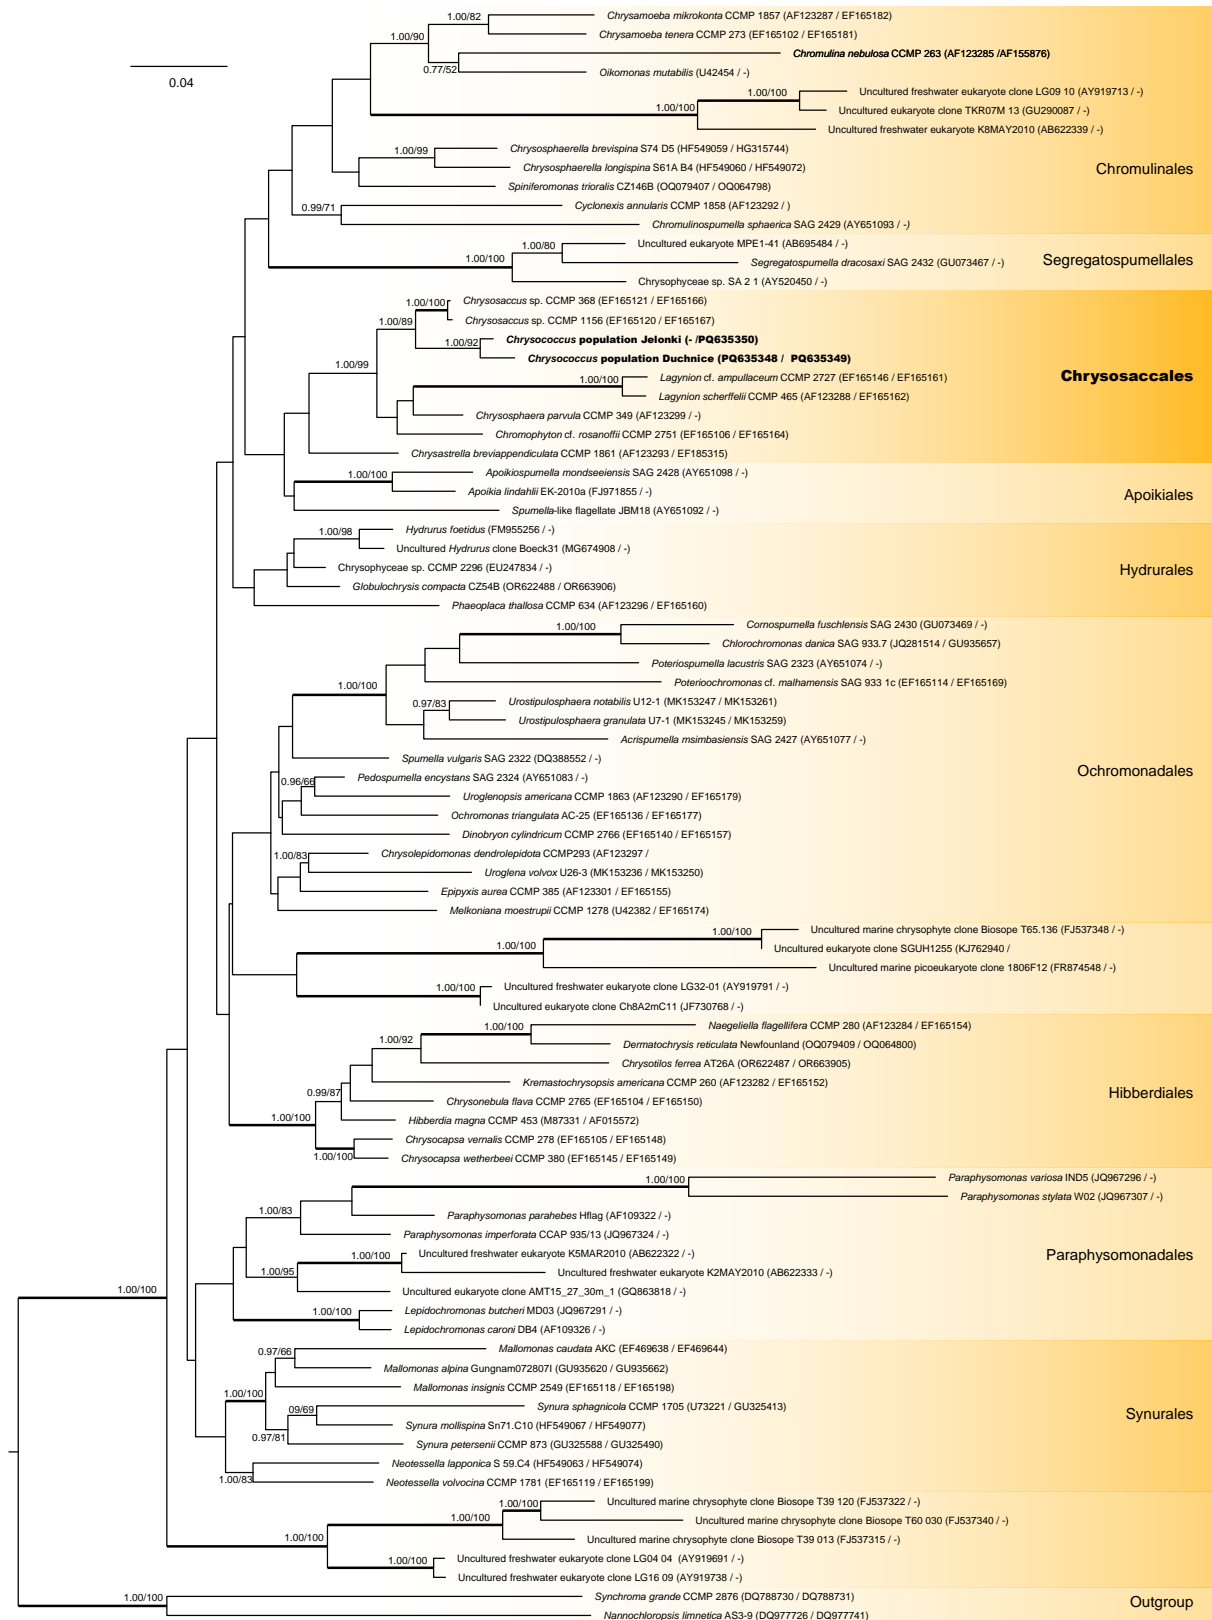 1.00/82
Chrysamoeba mikrokonta CCMP 1857 (AF123287 / EF165182)
1.00/90
Chrysamoeba tenera CCMP 273 (EF165102 / EF165181)
Chromulina nebulosa CCMP 263 (AF123285 /AF155876)
0.77/52
Oikomonas mutabilis (U42454 / -)
0.04
1.00/100
Uncultured freshwater eukaryote clone LG09 10 (AY919713 / -)
1.00/100
Uncultured eukaryote clone TKR07M 13 (GU290087 / -)
Uncultured freshwater eukaryote K8MAY2010 (AB622339 / -)
1.00/99
Chrysosphaerella brevispina S74 D5 (HF549059 / HG315744)
Chrysosphaerella longispina S61A B4 (HF549060 / HF549072)
Chromulinales
Spiniferomonas trioralis CZ146B (OQ079407 / OQ064798)
0.99/71
Cyclonexis annularis CCMP 1858 (AF123292 / )
Chromulinospumella sphaerica SAG 2429 (AY651093 / -)
1.00/80
Uncultured eukaryote MPE1-41 (AB695484 / -)
1.00/100
Segregatospumella dracosaxi SAG 2432 (GU073467 / -)
Segregatospumellales
Chrysophyceae sp. SA 2 1 (AY520450 / -)
1.00/100
Chrysosaccus sp. CCMP 368 (EF165121 / EF165166)
1.00/89
Chrysosaccus sp. CCMP 1156 (EF165120 / EF165167)
1.00/92
Chrysococcus population Jelonki (- /PQ635350)
1.00/99
Chrysococcus population Duchnice (PQ635348 / PQ635349)
1.00/100
Lagynion cf. ampullaceum CCMP 2727 (EF165146 / EF165161)
Chrysosaccales
Lagynion scherffelii CCMP 465 (AF123288 / EF165162)
Chrysosphaera parvula CCMP 349 (AF123299 / -)
Chromophyton cf. rosanoffii CCMP 2751 (EF165106 / EF165164)
Chrysastrella breviappendiculata CCMP 1861 (AF123293 / EF185315)
1.00/100
Apoikiospumella mondseeiensis SAG 2428 (AY651098 / -)
Apoikia lindahlii EK-2010a (FJ971855 / -)
Apoikiales
Spumella-like flagellate JBM18 (AY651092 / -)
1.00/98
Hydrurus foetidus (FM955256 / -)
Uncultured Hydrurus clone Boeck31 (MG674908 / -)
Chrysophyceae sp. CCMP 2296 (EU247834 / -)
Hydrurales
Globulochrysis compacta CZ54B (OR622488 / OR663906)
Phaeoplaca thallosa CCMP 634 (AF123296 / EF165160)
1.00/100
Cornospumella fuschlensis SAG 2430 (GU073469 / -)
Chlorochromonas danica SAG 933.7 (JQ281514 / GU935657)
Poteriospumella lacustris SAG 2323 (AY651074 / -)
1.00/100
Poterioochromonas cf. malhamensis SAG 933 1c (EF165114 / EF165169)
0.97/83
Urostipulosphaera notabilis U12-1 (MK153247 / MK153261)
Urostipulosphaera granulata U7-1 (MK153245 / MK153259)
Acrispumella msimbasiensis SAG 2427 (AY651077 / -)
Spumella vulgaris SAG 2322 (DQ388552 / -)
Ochromonadales
0.96/66
Pedospumella encystans SAG 2324 (AY651083 / -)
Uroglenopsis americana CCMP 1863 (AF123290 / EF165179)
Ochromonas triangulata AC-25 (EF165136 / EF165177)
Dinobryon cylindricum CCMP 2766 (EF165140 / EF165157)
1.00/83
Chrysolepidomonas dendrolepidota CCMP293 (AF123297 /
Uroglena volvox U26-3 (MK153236 / MK153250)
Epipyxis aurea CCMP 385 (AF123301 / EF165155)
Melkoniana moestrupii CCMP 1278 (U42382 / EF165174)
1.00/100
Uncultured marine chrysophyte clone Biosope T65.136 (FJ537348 / -)
1.00/100
Uncultured eukaryote clone SGUH1255 (KJ762940 /
Uncultured marine picoeukaryote clone 1806F12 (FR874548 / -)
1.00/100
Uncultured freshwater eukaryote clone LG32-01 (AY919791 / -)
Uncultured eukaryote clone Ch8A2mC11 (JF730768 / -)
1.00/100
Naegeliella flagellifera CCMP 280 (AF123284 / EF165154)
1.00/92
Dermatochrysis reticulata Newfounland (OQ079409 / OQ064800)
Chrysotilos ferrea AT26A (OR622487 / OR663905)
Kremastochrysopsis americana CCMP 260 (AF123282 / EF165152)
Hibberdiales
0.99/87
Chrysonebula flava CCMP 2765 (EF165104 / EF165150)
Hibberdia magna CCMP 453 (M87331 / AF015572)
1.00/100
Chrysocapsa vernalis CCMP 278 (EF165105 / EF165148)
1.00/100
Chrysocapsa wetherbeei CCMP 380 (EF165145 / EF165149)
1.00/100
Paraphysomonas variosa IND5 (JQ967296 / -)
Paraphysomonas stylata W02 (JQ967307 / -)
1.00/83
Paraphysomonas parahebes Hflag (AF109322 / -)
Paraphysomonas imperforata CCAP 935/13 (JQ967324 / -)
1.00/100
Uncultured freshwater eukaryote K5MAR2010 (AB622322 / -)
Paraphysomonadales
1.00/95
Uncultured freshwater eukaryote K2MAY2010 (AB622333 / -)
1.00/100
Uncultured eukaryote clone AMT15_27_30m_1 (GQ863818 / -)
1.00/100
Lepidochromonas butcheri MD03 (JQ967291 / -)
Lepidochromonas caroni DB4 (AF109326 / -)
0.97/66
Mallomonas caudata AKC (EF469638 / EF469644)
Mallomonas alpina Gungnam072807I (GU935620 / GU935662)
1.00/100
Mallomonas insignis CCMP 2549 (EF165118 / EF165198)
09/69
Synura sphagnicola CCMP 1705 (U73221 / GU325413)
Synurales
Synura mollispina Sn71.C10 (HF549067 / HF549077)
0.97/81
Synura petersenii CCMP 873 (GU325588 / GU325490)
Neotessella lapponica S 59.C4 (HF549063 / HF549074)
1.00/83
Neotessella volvocina CCMP 1781 (EF165119 / EF165199)
1.00/100
Uncultured marine chrysophyte clone Biosope T39 120 (FJ537322 / -)
1.00/100
Uncultured marine chrysophyte clone Biosope T60 030 (FJ537340 / -)
1.00/100
Uncultured marine chrysophyte clone Biosope T39 013 (FJ537315 / -)
1.00/100
Uncultured freshwater eukaryote clone LG04 04 (AY919691 / -)
Uncultured freshwater eukaryote clone LG16 09 (AY919738 / -)
1.00/100
Synchroma grande CCMP 2876 (DQ788730 / DQ788731)
Outgroup
Nannochloropsis limnetica AS3-9 (DQ977726 / DQ977741)